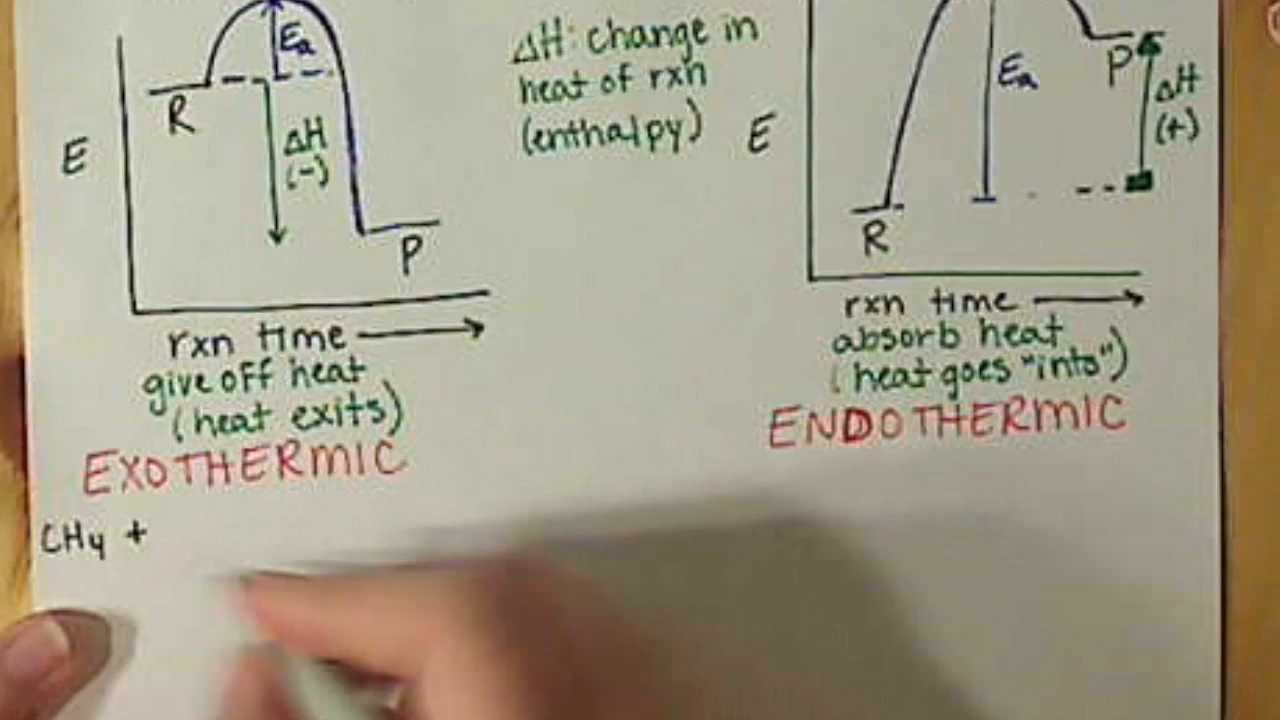 Ea
R
E
ΔH
(-)
P
rxn time
give off heat
(heat exits)
EXOTHERMIC
ΔH: change in
heat of rxn
(enthalpy)
E
Ea
P
ΔH
(+)
R
rxn time
absorb heat
(heat goes "into")
ENDOTHERMIC
CH4 +